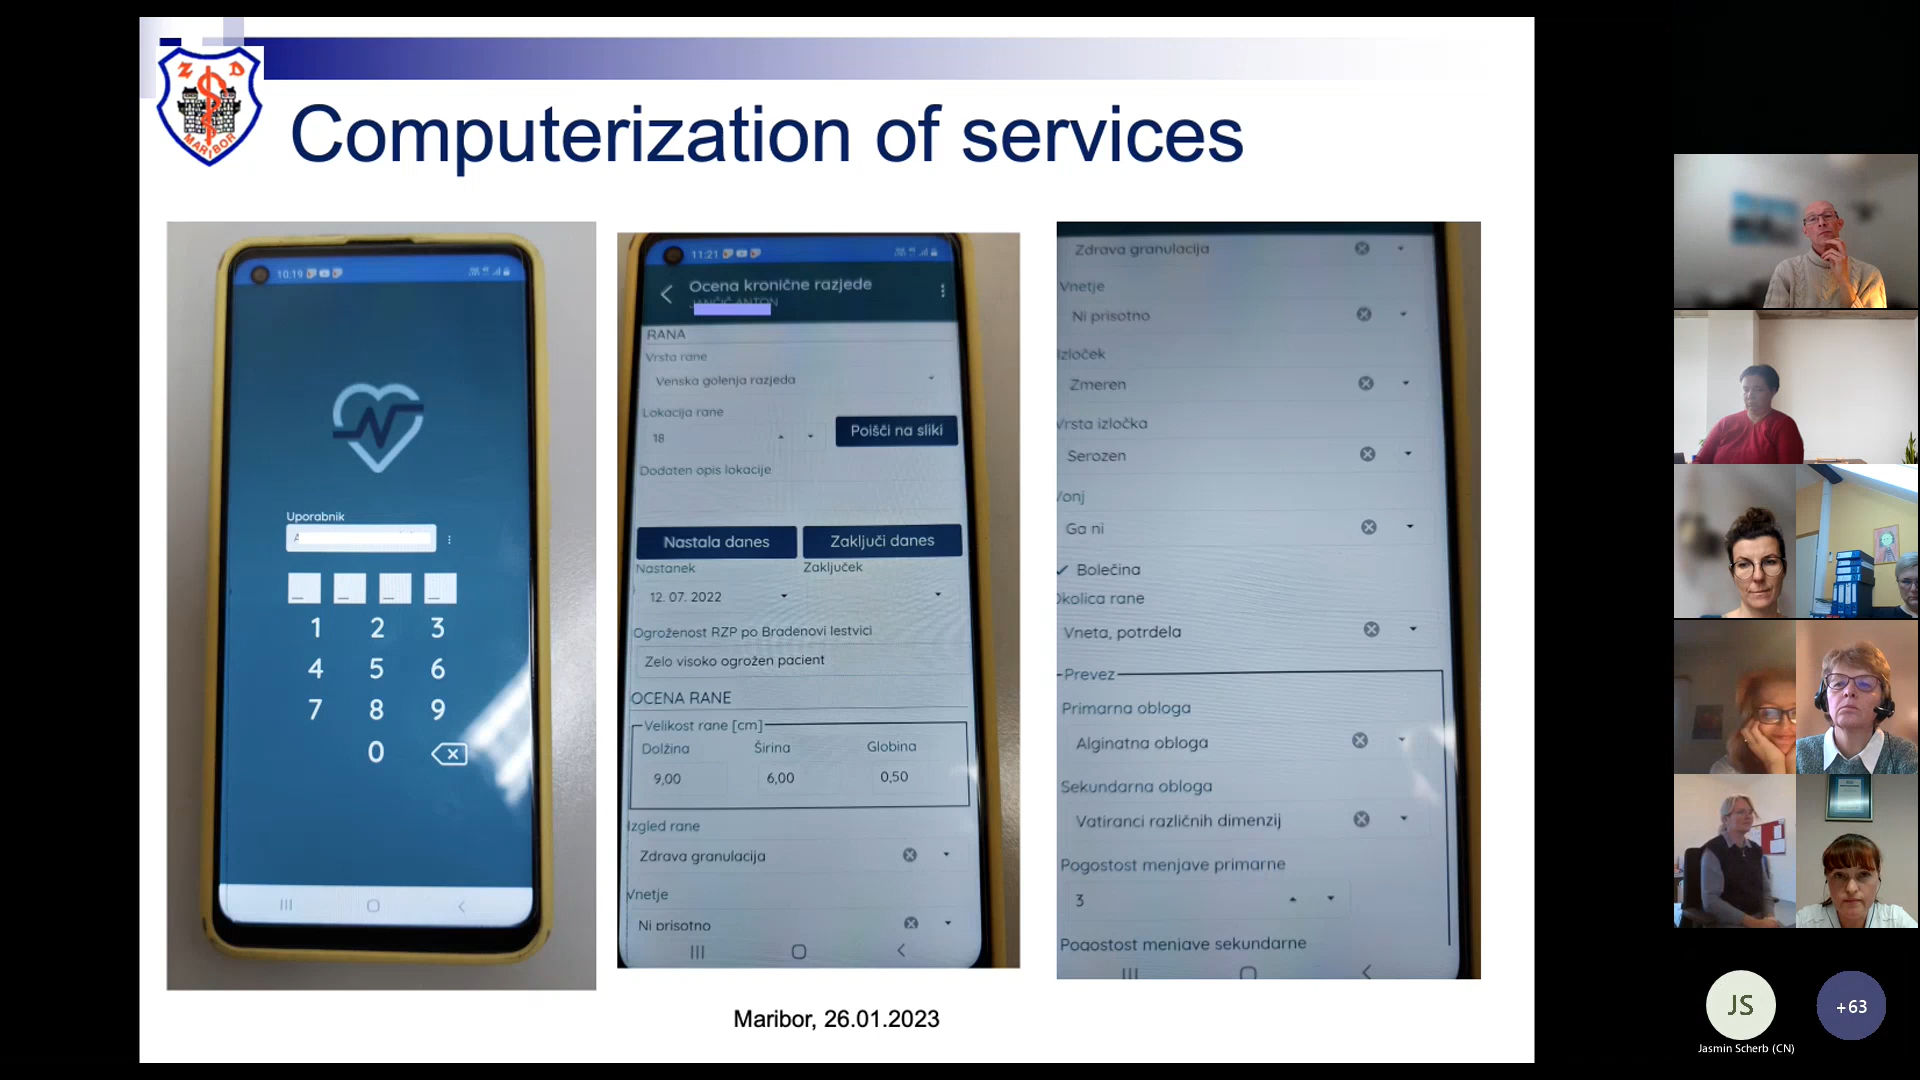 Z D
MARIBOR
Computerization of services
10:19
Uporabnik
1 2 3
4 5 6
7 8 9
0
11:21
Ocena kronične razjede
RANA
Vrsta rane
Venska golenja razjeda
Lokacija rane
18
Poišči na sliki
Dodaten opis lokacije
Nastala danes
Zaključi danes
Nastanek
Zaključek
12. 07. 2022
Ogroženost RZP po Bradenovi lestvici
Zelo visoko ogrožen pacient
OCENA RANE
Velikost rane [cm]
Dolžina Širina Globina
9,00 6,00 0,50
Izgled rane
Zdrava granulacija
Vnetje
Ni prisotno
Zdrava granulacija
Vnetje
Ni prisotno
Izloček
Zmeren
Vrsta izločka
Serozen
Vonj
Ga ni
Bolečina
Okolica rane
Vneta, potrdela
Prevez
Primarna obloga
Alginatna obloga
Sekundarna obloga
Vatiranci različnih dimenzij
Pogostost menjave primarne
3
Pogostost menjave sekundarne
Maribor, 26.01.2023
JS
+63
Jasmin Scherb (CN)